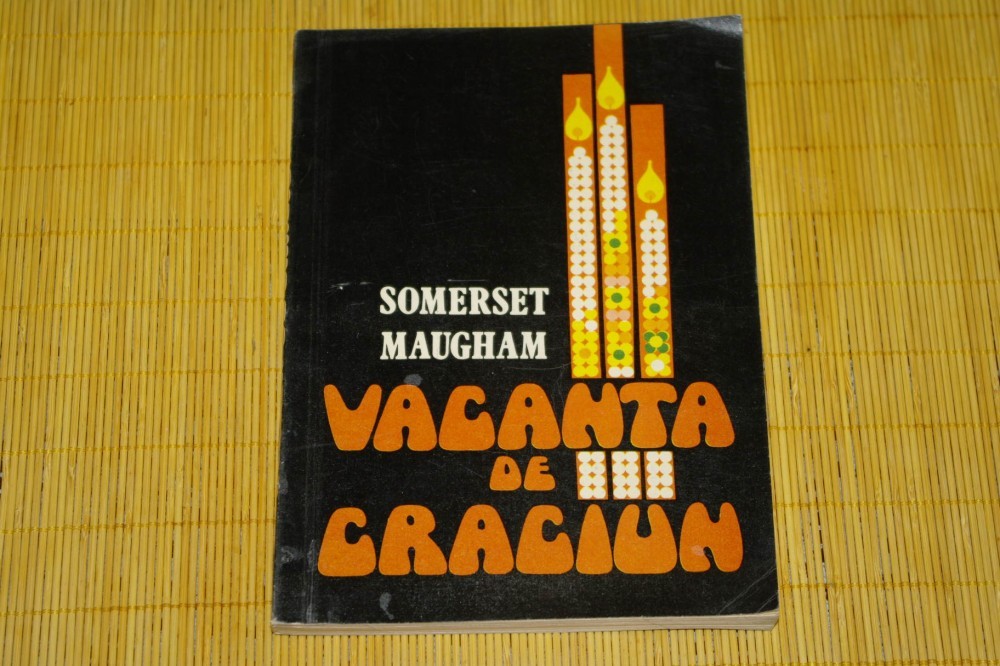 SOMERSET
MAUGHAM
VACANTA
DE
CRACIUN